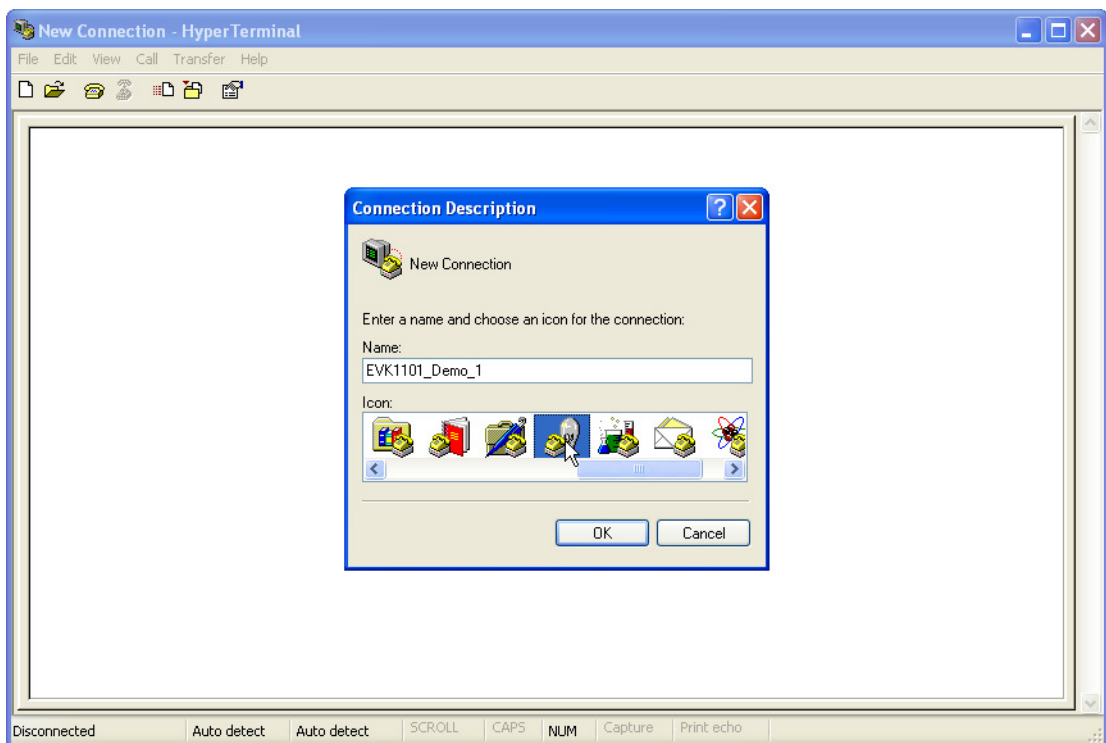 New Connection - HyperTerminal
File Edit View Call Transfer Help
Connection Description
New Connection
Enter a name and choose an icon for the connection:
Name:
EVK1101_Demo_1
Icon:
OK Cancel
Disconnected Auto detect Auto detect SCROLL CAPS NUM Capture Print echo